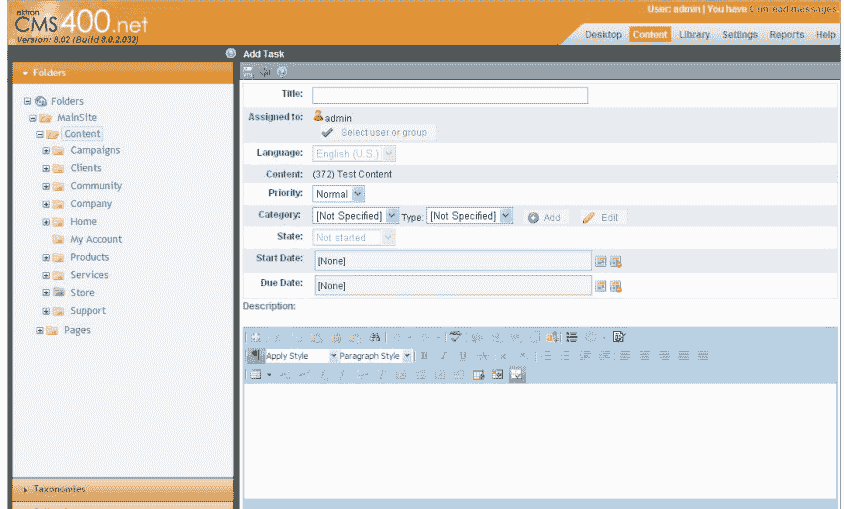 ektron
CMS400.net
Version: 8.02 (Build 8.0.2.032)
User: admin | You have 0 unread messages
Desktop Content Library Settings Reports Help
Add Task
Folders
Folders
MainSite
Content
Campaigns
Clients
Community
Company
Home
My Account
Products
Services
Store
Support
Pages
Taxonomies
Title:
Assigned to: admin
Select user or group
Language: English (U.S.)
Content: (372) Test Content
Priority: Normal
Category: [Not Specified] Type: [Not Specified] Add Edit
State: Not started
Start Date: [None]
Due Date: [None]
Description:
Apply Style Paragraph Style B I U